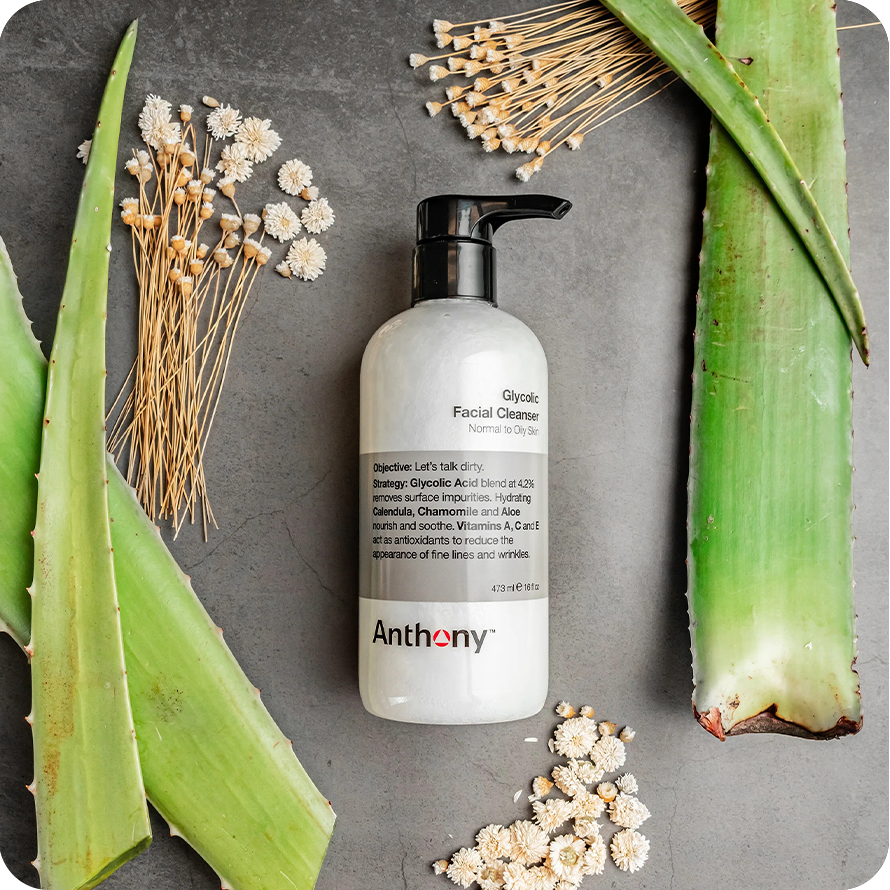 Glycolic
Facial Cleanser
Normal to Oily Skin
Objective: Let's talk dirty.
Strategy: Glycolic Acid blend at 4.2%
removes surface impurities. Hydrating
Calendula, Chamomile and Aloe
nourish and soothe. Vitamins A, C and E
act as antioxidants to reduce the
appearance of fine lines and wrinkles.
473 ml ℮ 16 fl oz
Anthony™